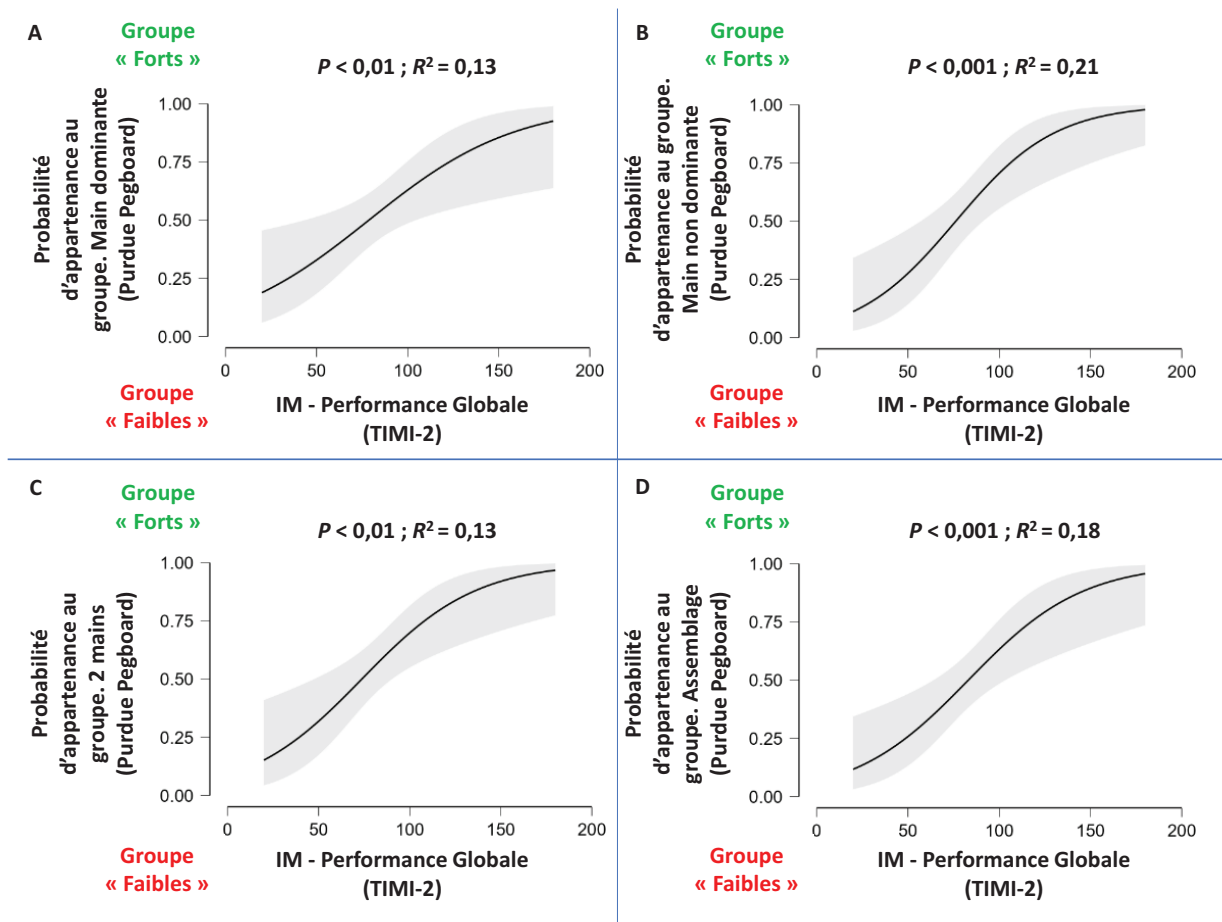 A
Groupe
« Forts »
P < 0,01 ; R² = 0,13
Probabilité
d’appartenance au
groupe. Main dominante
(Purdue Pegboard)
1.00
0.75
0.50
0.25
0.00
0
50
100
150
200
Groupe
« Faibles »
IM - Performance Globale
(TIMI-2)
B
Groupe
« Forts »
P < 0,001 ; R² = 0,21
Probabilité
d’appartenance au groupe.
Main non dominante
(Purdue Pegboard)
1.00
0.75
0.50
0.25
0.00
0
50
100
150
200
Groupe
« Faibles »
IM - Performance Globale
(TIMI-2)
C
Groupe
« Forts »
P < 0,01 ; R² = 0,13
Probabilité
d’appartenance au
groupe. 2 mains
(Purdue Pegboard)
1.00
0.75
0.50
0.25
0.00
0
50
100
150
200
Groupe
« Faibles »
IM - Performance Globale
(TIMI-2)
D
Groupe
« Forts »
P < 0,001 ; R² = 0,18
Probabilité
d’appartenance au
groupe. Assemblage
(Purdue Pegboard)
1.00
0.75
0.50
0.25
0.00
0
50
100
150
200
Groupe
« Faibles »
IM - Performance Globale
(TIMI-2)